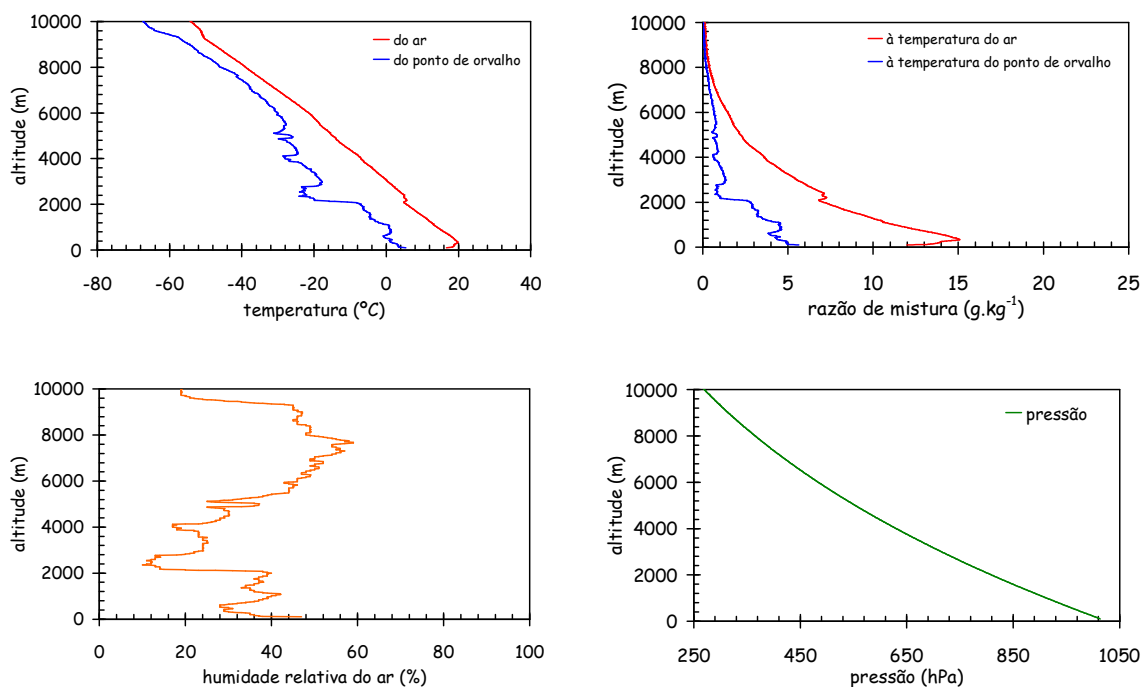 10000
8000
6000
4000
2000
0
altitude (m)
do ar
do ponto de orvalho
-80 -60 -40 -20 0 20 40
temperatura (ºC)
10000
8000
6000
4000
2000
0
altitude (m)
à temperatura do ar
à temperatura do ponto de orvalho
0 5 10 15 20 25
razão de mistura (g.kg⁻¹)
10000
8000
6000
4000
2000
0
altitude (m)
0 20 40 60 80 100
humidade relativa do ar (%)
10000
8000
6000
4000
2000
0
altitude (m)
pressão
250 450 650 850 1050
pressão (hPa)